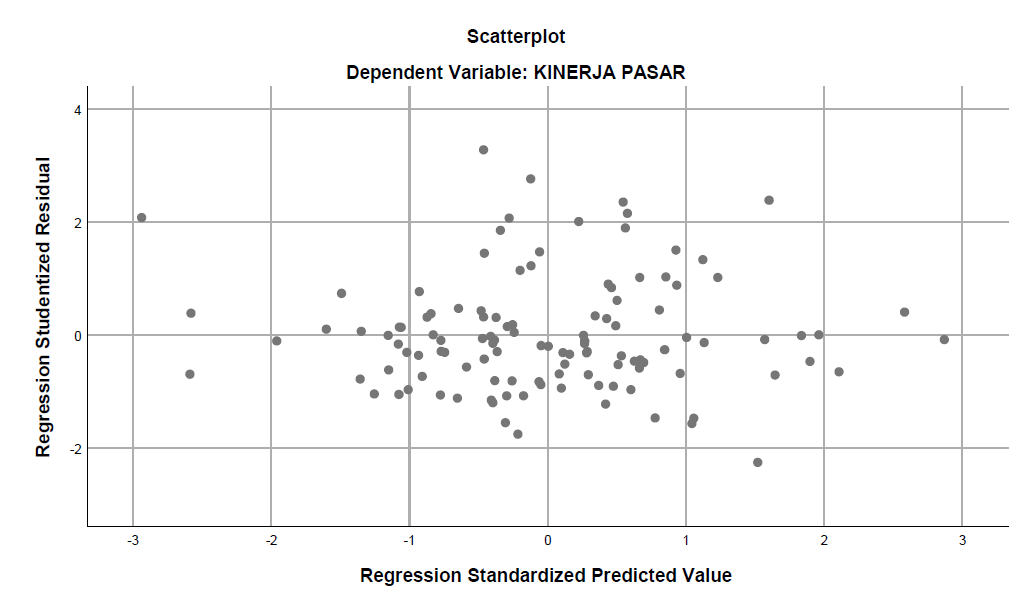 Scatterplot
Dependent Variable: KINERJA PASAR
Regression Studentized Residual
4
2
0
-2
-3 -2 -1 0 1 2 3
Regression Standardized Predicted Value